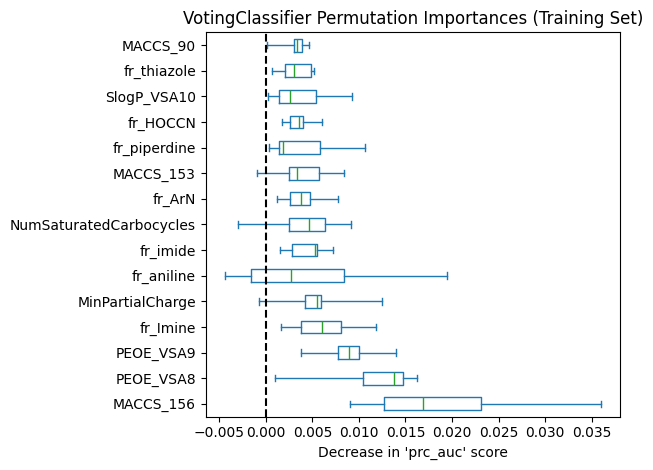 VotingClassifier Permutation Importances (Training Set)
MACCS_90
fr_thiazole
SlogP_VSA10
fr_HOCCN
fr_piperdine
MACCS_153
fr_ArN
NumSaturatedCarbocycles
fr_imide
fr_aniline
MinPartialCharge
fr_Imine
PEOE_VSA9
PEOE_VSA8
MACCS_156
−0.005 0.000 0.005 0.010 0.015 0.020 0.025 0.030 0.035
Decrease in 'prc_auc' score